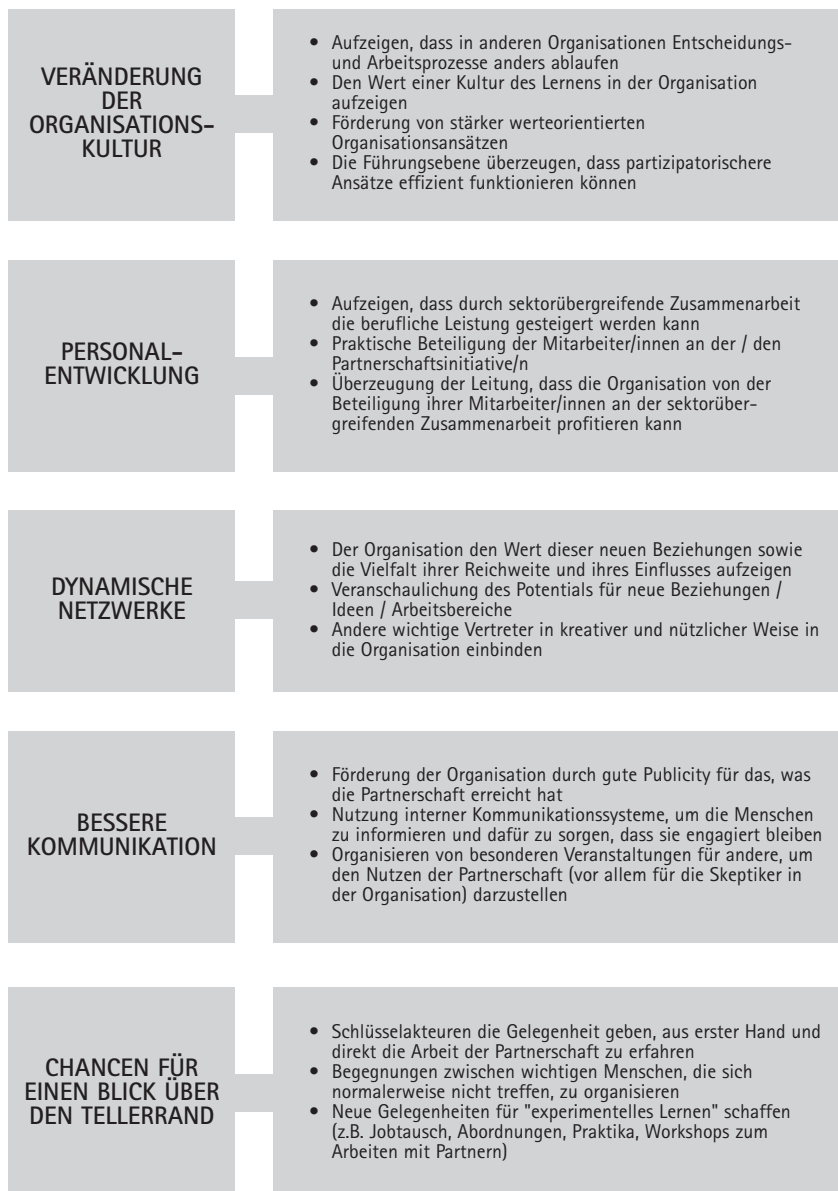 VERÄNDERUNG
DER
ORGANISATIONS-
KULTUR
• Aufzeigen, dass in anderen Organisationen Entscheidungs-
und Arbeitsprozesse anders ablaufen
• Den Wert einer Kultur des Lernens in der Organisation
aufzeigen
• Förderung von stärker werteorientierten
Organisationsansätzen
• Die Führungsebene überzeugen, dass partizipatorischere
Ansätze effizient funktionieren können
PERSONAL-
ENTWICKLUNG
• Aufzeigen, dass durch sektorübergreifende Zusammenarbeit
die berufliche Leistung gesteigert werden kann
• Praktische Beteiligung der Mitarbeiter/innen an der / den
Partnerschaftsinitiative/n
• Überzeugung der Leitung, dass die Organisation von der
Beteiligung ihrer Mitarbeiter/innen an der sektorüber-
greifenden Zusammenarbeit profitieren kann
DYNAMISCHE
NETZWERKE
• Der Organisation den Wert dieser neuen Beziehungen sowie
die Vielfalt ihrer Reichweite und ihres Einflusses aufzeigen
• Veranschaulichung des Potentials für neue Beziehungen /
Ideen / Arbeitsbereiche
• Andere wichtige Vertreter in kreativer und nützlicher Weise in
die Organisation einbinden
BESSERE
KOMMUNIKATION
• Förderung der Organisation durch gute Publicity für das, was
die Partnerschaft erreicht hat
• Nutzung interner Kommunikationssysteme, um die Menschen
zu informieren und dafür zu sorgen, dass sie engagiert bleiben
• Organisieren von besonderen Veranstaltungen für andere, um
den Nutzen der Partnerschaft (vor allem für die Skeptiker in
der Organisation) darzustellen
CHANCEN FÜR
EINEN BLICK ÜBER
DEN TELLERRAND
• Schlüsselakteuren die Gelegenheit geben, aus erster Hand und
direkt die Arbeit der Partnerschaft zu erfahren
• Begegnungen zwischen wichtigen Menschen, die sich
normalerweise nicht treffen, zu organisieren
• Neue Gelegenheiten für "experimentelles Lernen" schaffen
(z.B. Jobtausch, Abordnungen, Praktika, Workshops zum
Arbeiten mit Partnern)